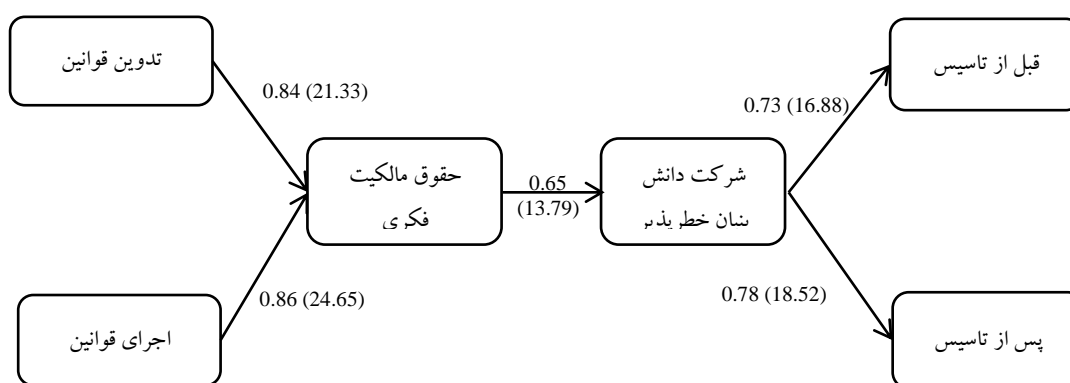 تدوین قوانین
قبل از تاسیس
0.84 (21.33)
0.73 (16.88)
حقوق مالکیت
فکری
0.65
(13.79)
شرکت دانش
بنیان خطرپذیر
0.86 (24.65)
0.78 (18.52)
اجرای قوانین
پس از تاسیس